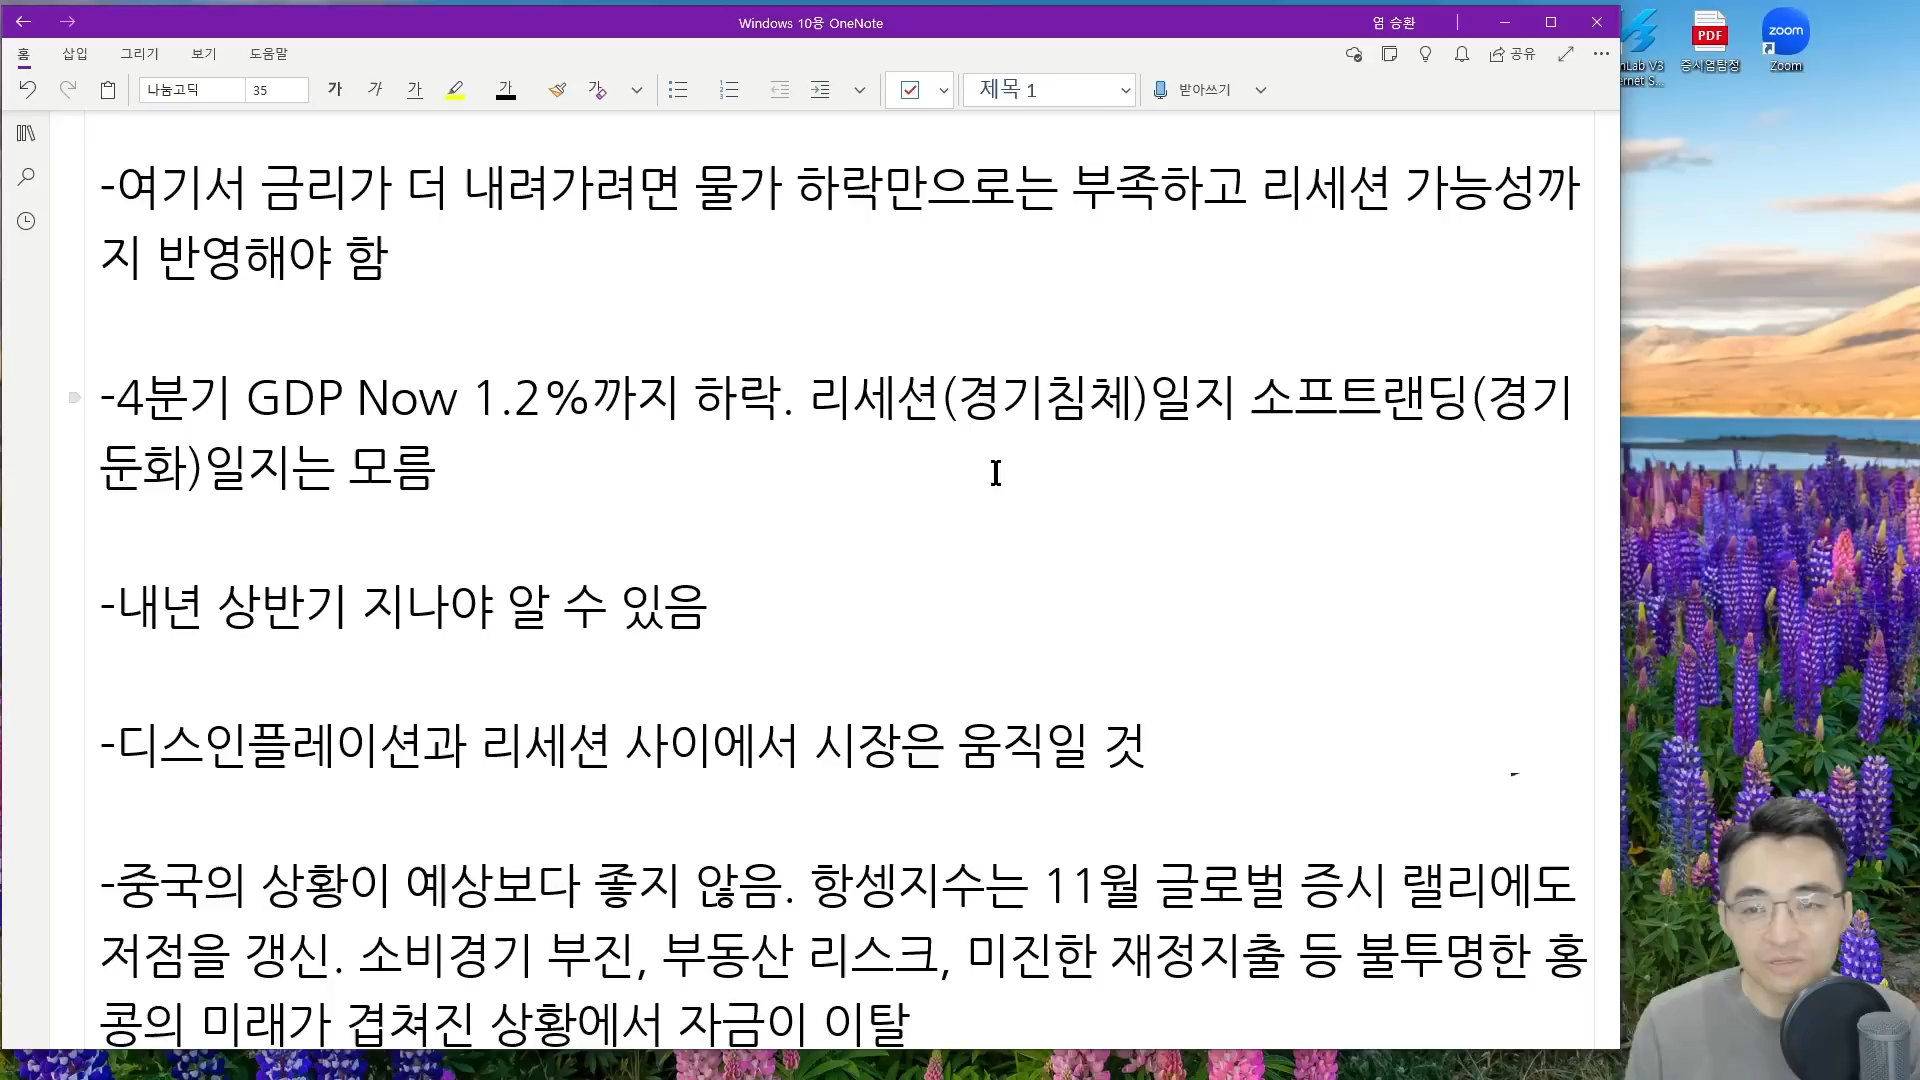 Windows 10용 OneNote
염 승환
홈 삽입 그리기 보기 도움말
공유
나눔고딕 35 가 가 가 가 제목 1 받아쓰기
-여기서 금리가 더 내려가려면 물가 하락만으로는 부족하고 리세션 가능성까
지 반영해야 함
-4분기 GDP Now 1.2%까지 하락. 리세션(경기침체)일지 소프트랜딩(경기
둔화)일지는 모름
-내년 상반기 지나야 알 수 있음
-디스인플레이션과 리세션 사이에서 시장은 움직일 것
-중국의 상황이 예상보다 좋지 않음. 항셍지수는 11월 글로벌 증시 랠리에도
저점을 갱신. 소비경기 부진, 부동산 리스크, 미진한 재정지출 등 불투명한 홍
콩의 미래가 겹쳐진 상황에서 자금이 이탈
PDF
zoom
nLab V3
ernet S...
증시염탐정
Zoom